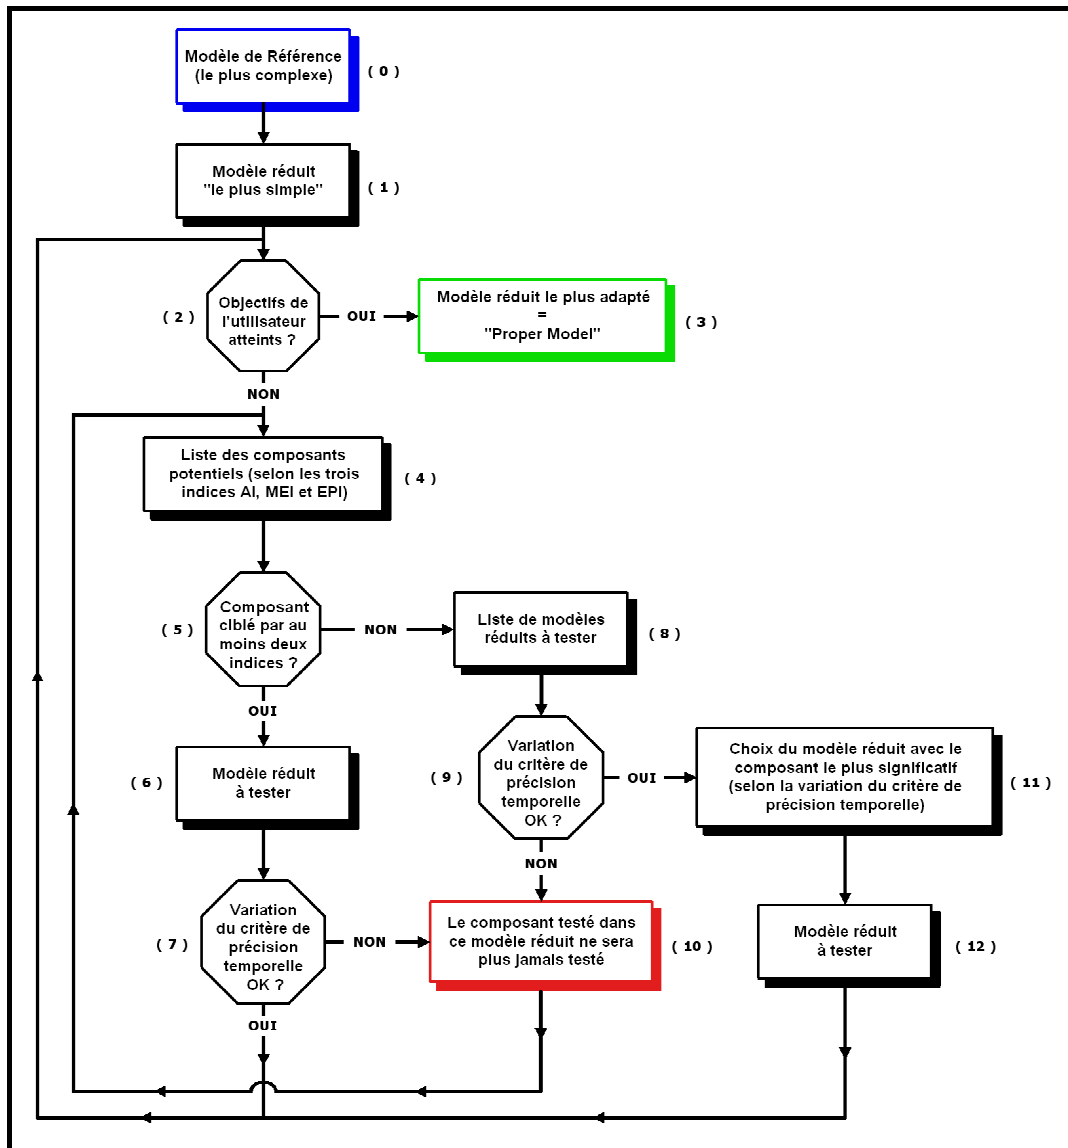 Modèle de Référence
(le plus complexe)
( 0 )
Modèle réduit
"le plus simple"
( 1 )
( 2 )
Objectifs de
l'utilisateur
atteints ?
OUI
Modèle réduit le plus adapté
=
"Proper Model"
( 3 )
NON
Liste des composants
potentiels (selon les trois
indices AI, MEI et EPI)
( 4 )
( 5 )
Composant
ciblé par au
moins deux
indices ?
NON
Liste de modèles
réduits à tester
( 8 )
OUI
( 6 )
Modèle réduit
à tester
( 9 )
Variation
du critère de
précision
temporelle
OK ?
OUI
Choix du modèle réduit avec le
composant le plus significatif
(selon la variation du critère de
précision temporelle)
( 11 )
NON
( 7 )
Variation
du critère de
précision
temporelle
OK ?
NON
Le composant testé dans
ce modèle réduit ne sera
plus jamais testé
( 10 )
Modèle réduit
à tester
( 12 )
OUI